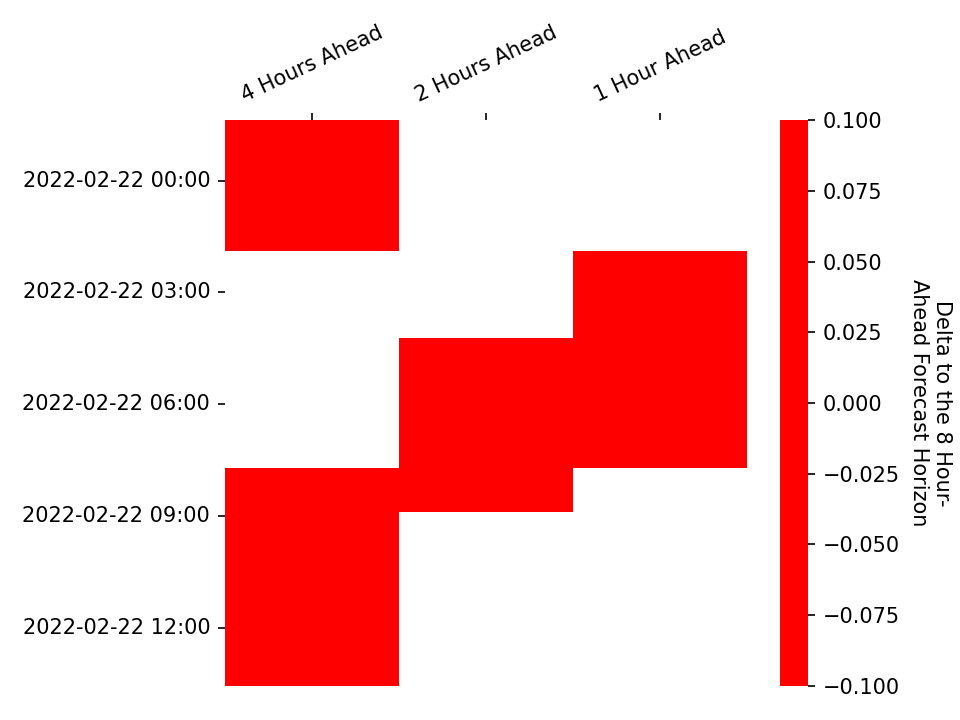 4 Hours Ahead
2 Hours Ahead
1 Hour Ahead
2022-02-22 00:00
2022-02-22 03:00
2022-02-22 06:00
2022-02-22 09:00
2022-02-22 12:00
0.100
0.075
0.050
0.025
0.000
−0.025
−0.050
−0.075
−0.100
Delta to the 8 Hour-
Ahead Forecast Horizon